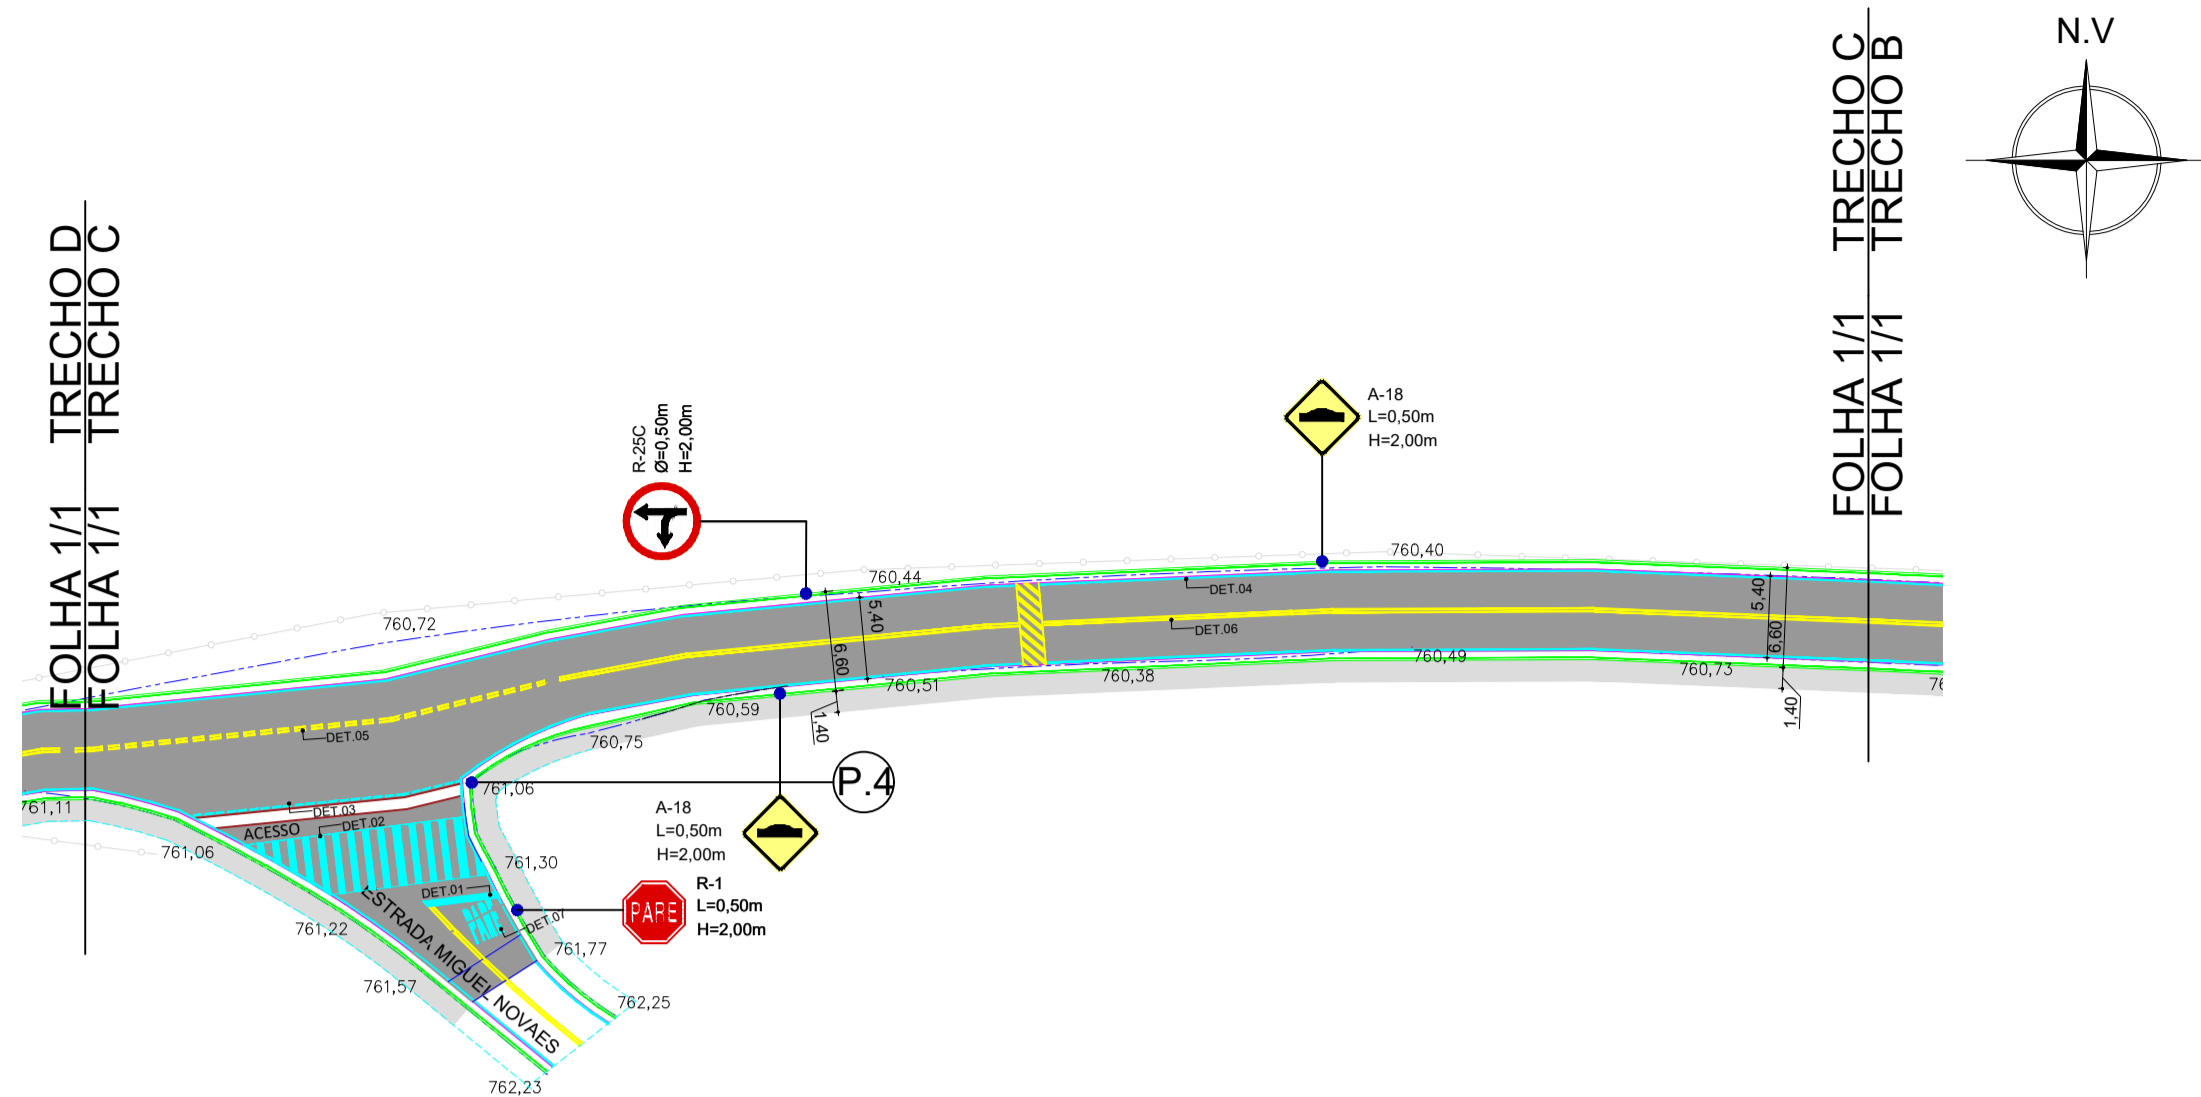 N.V
FOLHA 1/1 TRECHO D
FOLHA 1/1 TRECHO C
FOLHA 1/1 TRECHO C
FOLHA 1/1 TRECHO B
R-25C
Ø=0,50m
H=2,00m
A-18
L=0,50m
H=2,00m
760,40
760,44
760,72
5,40
6,60
DET.04
DET.06
5,40
6,60
1,40
760,49
760,73
760,38
760,51
760,59
1,40
760,75
DET.05
P.4
761,06
761,11
DET.03
ACESSO
DET.02
761,06
A-18
L=0,50m
H=2,00m
761,30
DET.01
PARE
DET.07
R-1
L=0,50m
H=2,00m
PARE
761,22
ESTRADA MIGUEL NOVAES
761,77
761,57
762,25
762,23